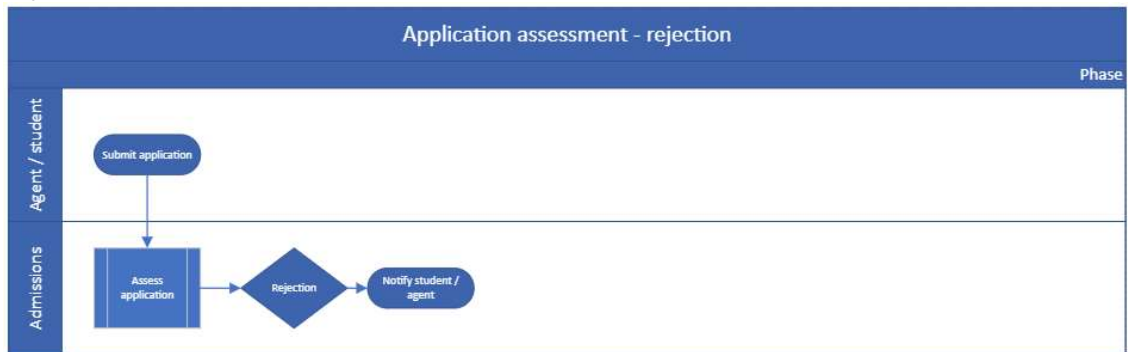 Application assessment - rejection
Phase
Agent / student
Submit application
Admissions
Assess
application
Rejection
Notify student /
agent